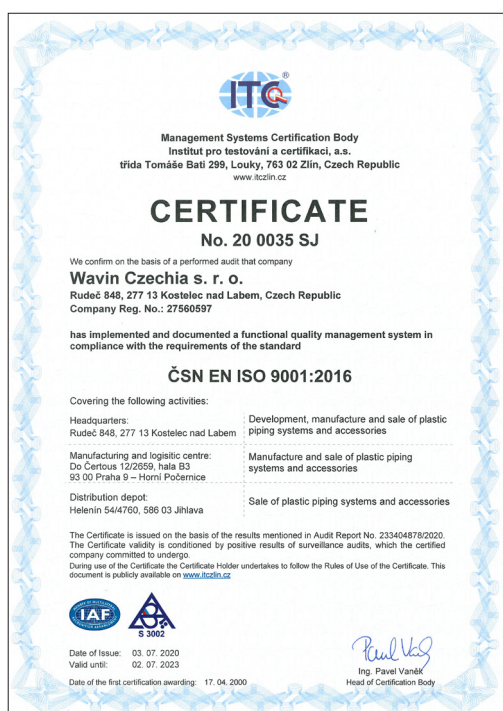 ITC®
Management Systems Certification Body
Institut pro testování a certifikaci, a.s.
třída Tomáše Bati 299, Louky, 763 02 Zlín, Czech Republic
www.itczlin.cz
CERTIFICATE
No. 20 0035 SJ
We confirm on the basis of a performed audit that company
Wavin Czechia s. r. o.
Rudeč 848, 277 13 Kostelec nad Labem, Czech Republic
Company Reg. No.: 27560597
has implemented and documented a functional quality management system in
compliance with the requirements of the standard
ČSN EN ISO 9001:2016
Covering the following activities:
Headquarters:
Rudeč 848, 277 13 Kostelec nad Labem
Development, manufacture and sale of plastic
piping systems and accessories
Manufacturing and logisitic centre:
Do Čertous 12/2659, hala B3
93 00 Praha 9 – Horní Počernice
Manufacture and sale of plastic piping
systems and accessories
Distribution depot:
Helenín 54/4760, 586 03 Jihlava
Sale of plastic piping systems and accessories
The Certificate is issued on the basis of the results mentioned in Audit Report No. 233404878/2020.
The Certificate validity is conditioned by positive results of surveillance audits, which the certified
company committed to undergo.
During use of the Certificate the Certificate Holder undertakes to follow the Rules of Use of the Certificate. This
document is publicly available on www.itczlin.cz
IAF
S 3002
Date of Issue: 03. 07. 2020
Valid until: 02. 07. 2023
Date of the first certification awarding: 17. 04. 2000
Ing. Pavel Vaněk
Head of Certification Body